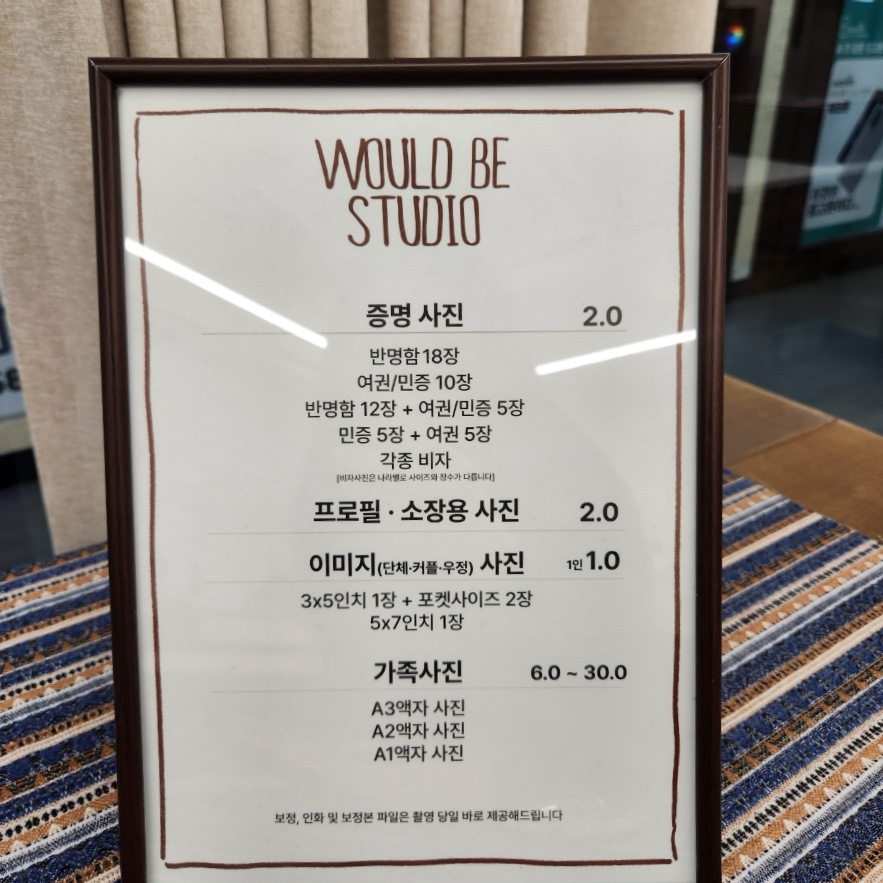 WOULD BE
STUDIO
증명 사진 2.0
반명함 18장
여권/민증 10장
반명함 12장 + 여권/민증 5장
민증 5장 + 여권 5장
각종 비자
[비자사진은 나라별로 사이즈와 장수가 다릅니다]
프로필 · 소장용 사진 2.0
이미지(단체·커플·우정) 사진 1인 1.0
3x5인치 1장 + 포켓사이즈 2장
5x7인치 1장
가족사진 6.0 ~ 30.0
A3액자 사진
A2액자 사진
A1액자 사진
보정, 인화 및 보정본 파일은 촬영 당일 바로 제공해드립니다